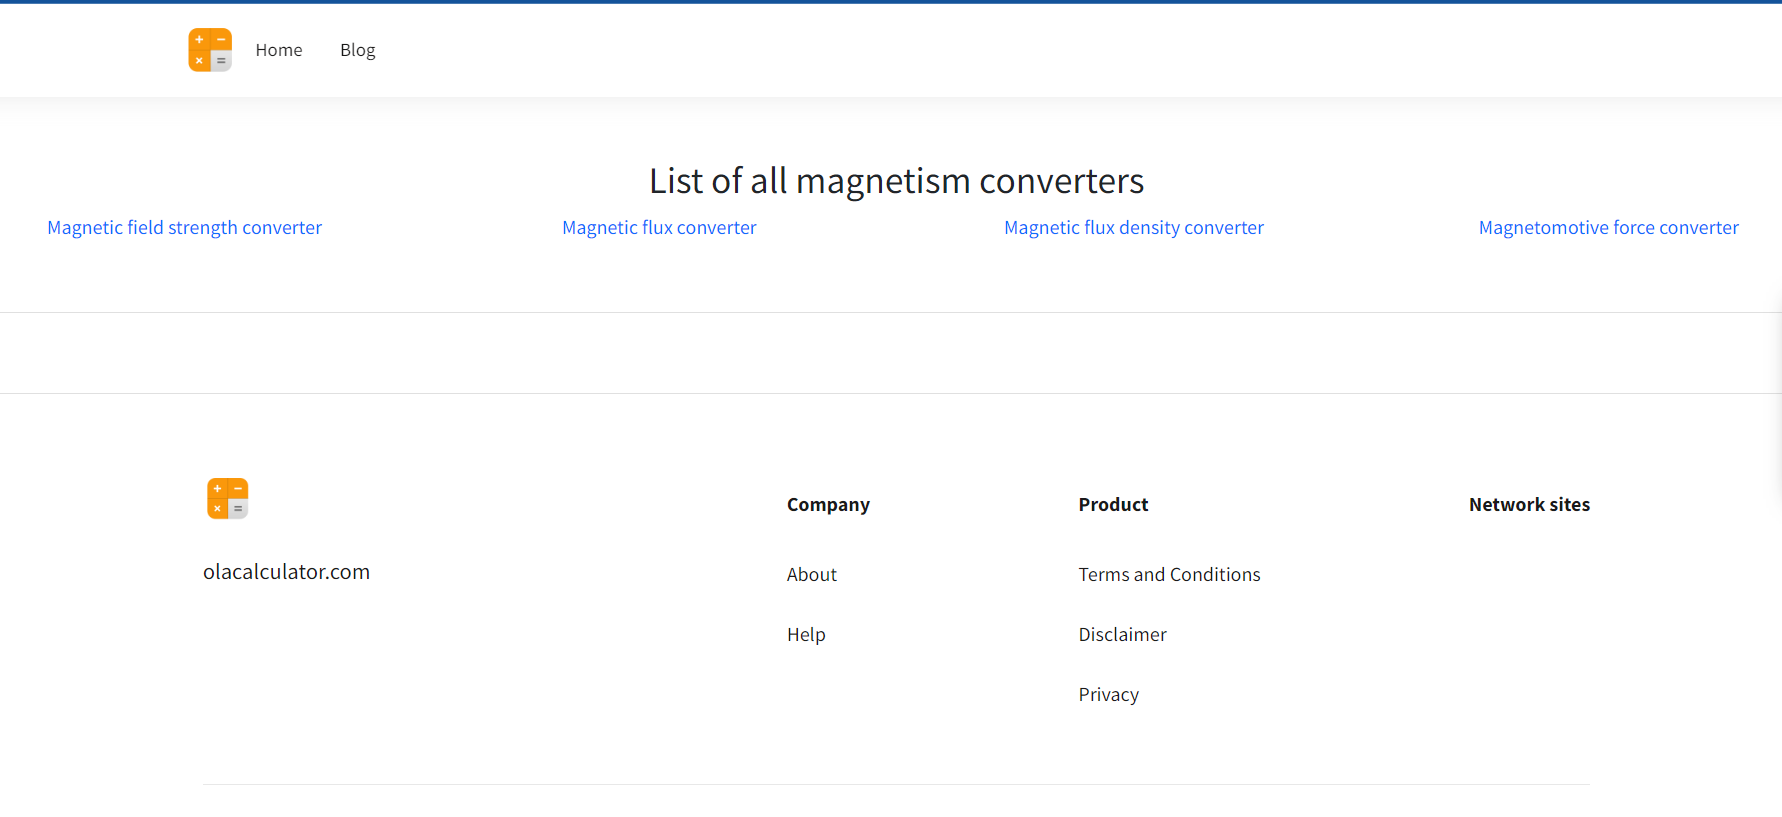 Home Blog
List of all magnetism converters
Magnetic field strength converter Magnetic flux converter Magnetic flux density converter Magnetomotive force converter
olacalculator.com
Company
About
Help
Product
Terms and Conditions
Disclaimer
Privacy
Network sites